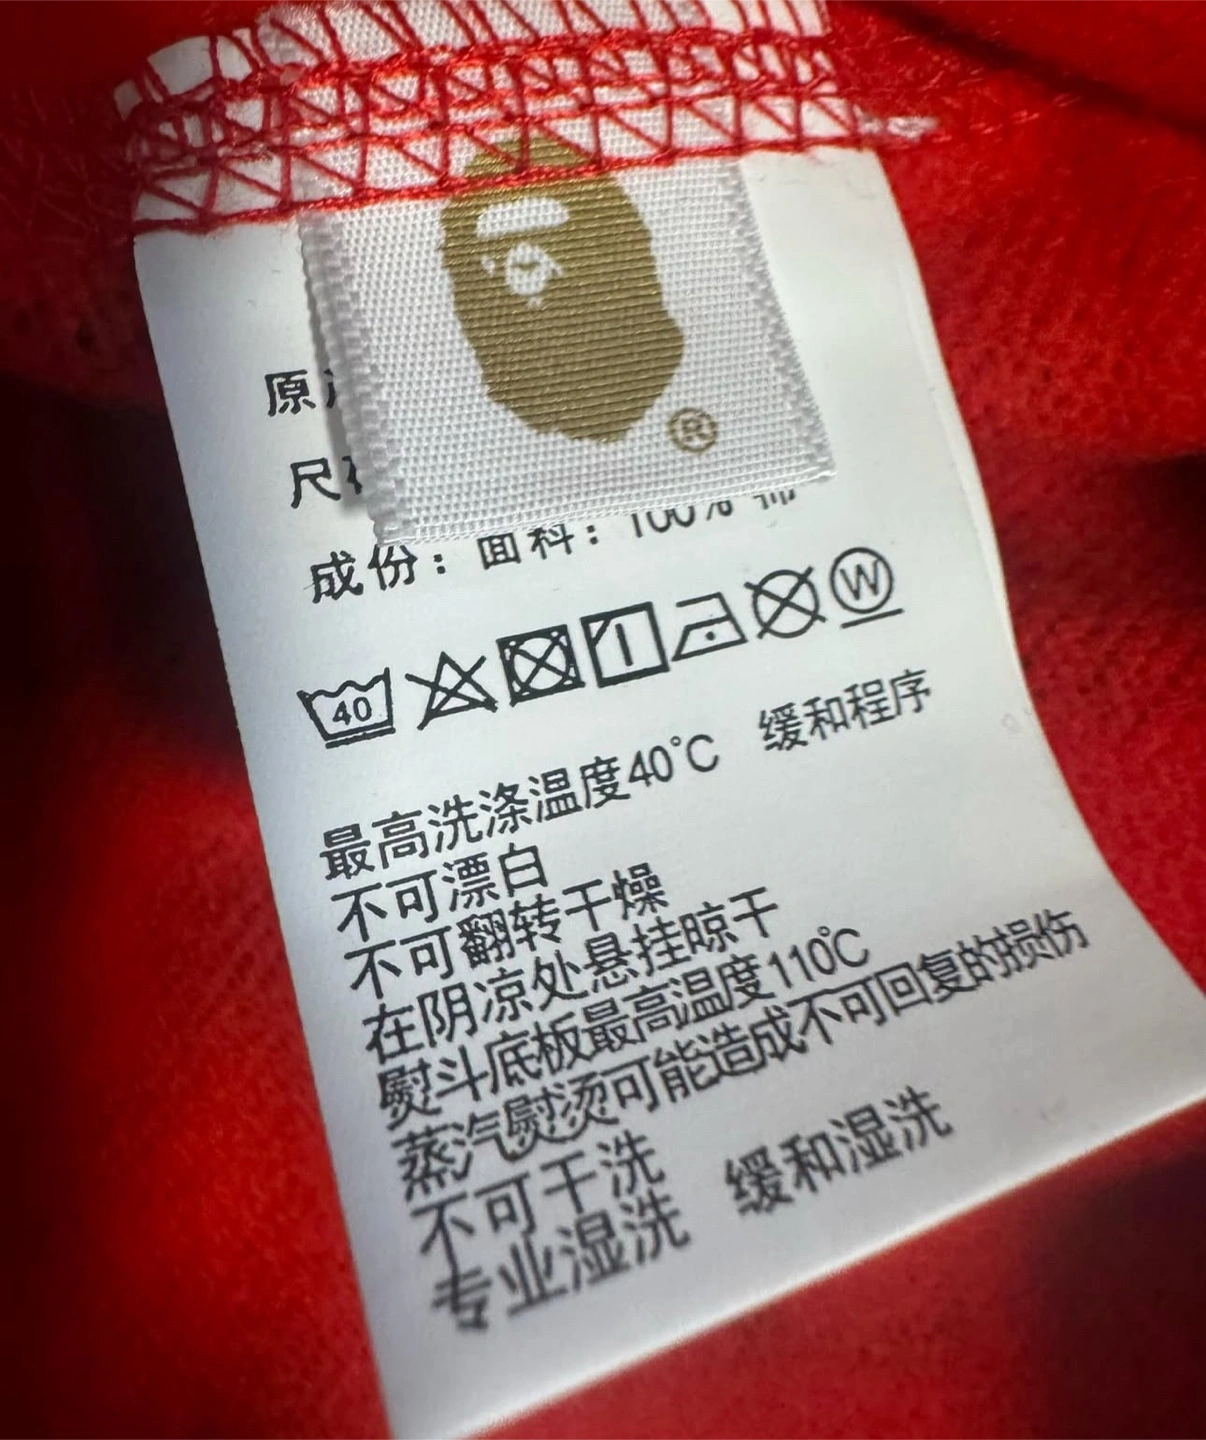 ®
原
尺
成份：面料：100%
40 W
最高洗涤温度40℃ 缓和程序
不可漂白
不可翻转干燥
在阴凉处悬挂晾干
熨斗底板最高温度110℃
蒸汽熨烫可能造成不可回复的损伤
不可干洗
专业湿洗 缓和湿洗